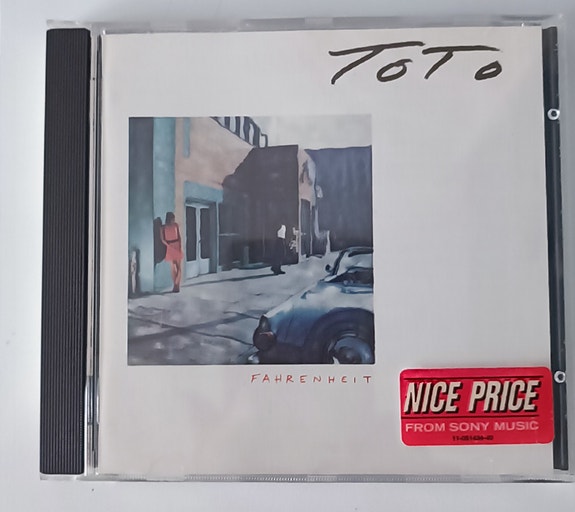 TOTO
FAHRENHEIT
NICE PRICE
FROM SONY MUSIC